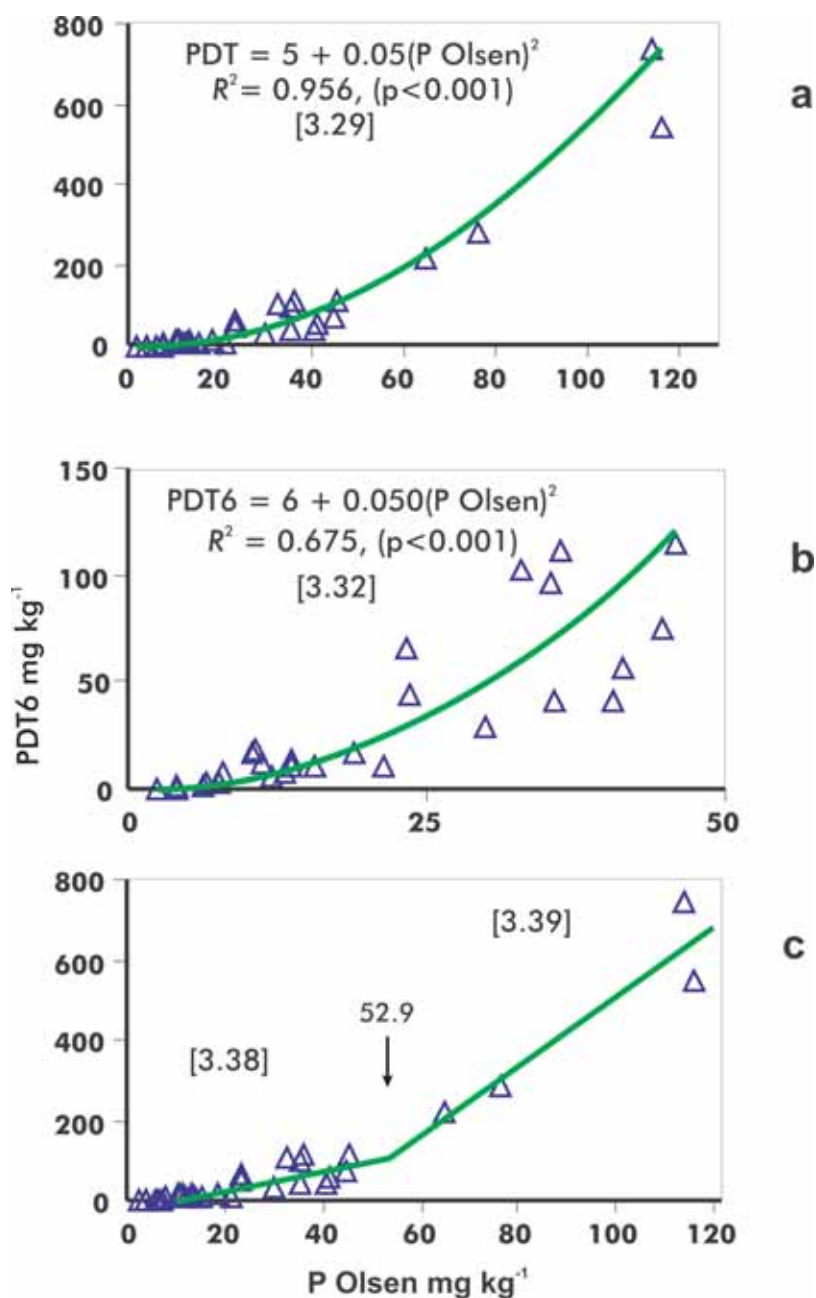 800
600
400
200
0
PDT = 5 + 0.05(P Olsen)²
R² = 0.956, (p<0.001)
[3.29]
a
0 20 40 60 80 100 120
150
100
50
0
PDT6 = 6 + 0.050(P Olsen)²
R² = 0.675, (p<0.001)
[3.32]
b
PDT6 mg kg⁻¹
0 25 50
800
600
400
200
0
[3.39]
c
52.9
[3.38]
0 20 40 60 80 100 120
P Olsen mg kg⁻¹